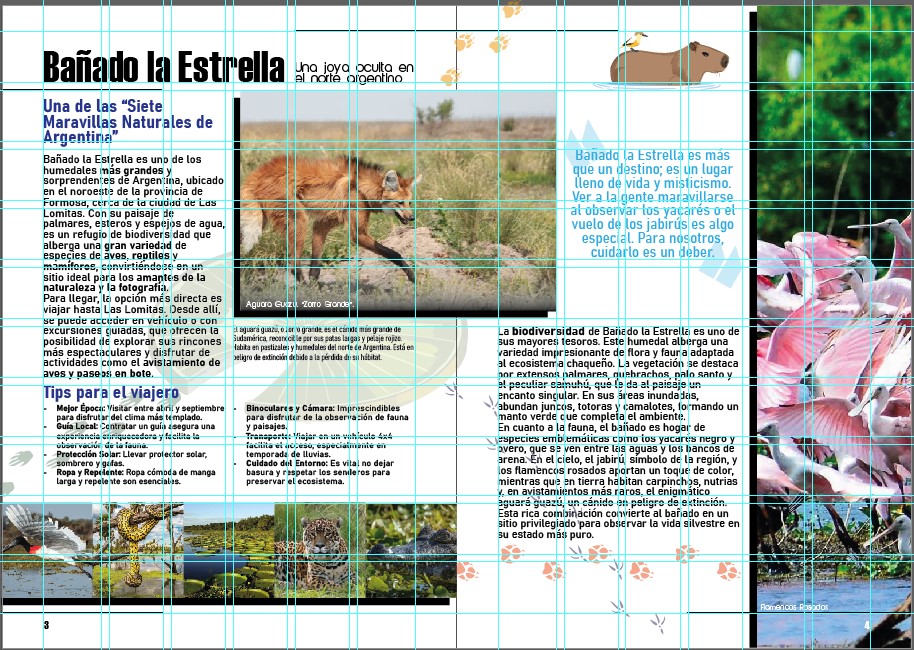 Bañado la Estrella
Una joya oculta en
el norte argentino
Una de las “Siete
Maravillas Naturales de
Argentina”
Bañado la Estrella es uno de los
humedales más grandes y
sorprendentes de Argentina, ubicado
en el noroeste de la provincia de
Formosa, cerca de la ciudad de Las
Lomitas. Con su paisaje de
palmares, esteros y espejos de agua,
es un refugio de biodiversidad que
alberga una gran variedad de
especies de aves, reptiles y
mamíferos, convirtiéndose en un
sitio ideal para los amantes de la
naturaleza y la fotografía.
Para llegar, la opción más directa es
viajar hasta Las Lomitas. Desde allí,
se puede acceder en vehículo o con
excursiones guiadas, que ofrecen la
posibilidad de explorar sus rincones
más espectaculares y disfrutar de
actividades como el avistamiento de
aves y paseos en bote.
Aguara Guazú, "Zorro Grande".
El aguará guazú, o zorro grande, es el cánido más grande de
Sudamérica, reconocible por sus patas largas y pelaje rojizo.
Habita en pastizales y humedales del norte de Argentina. Está en
peligro de extinción debido a la pérdida de su hábitat.
Tips para el viajero
• Mejor Época: Visitar entre abril y septiembre
para disfrutar del clima más templado.
• Guía Local: Contratar un guía asegura una
experiencia enriquecedora y facilita la
observación de la fauna.
• Protección Solar: Llevar protector solar,
sombrero y gafas.
• Ropa y Repelente: Ropa cómoda de manga
larga y repelente son esenciales.
• Binoculares y Cámara: Imprescindibles
para disfrutar de la observación de fauna
y paisajes.
• Transporte: Viajar en un vehículo 4x4
facilita el acceso, especialmente en
temporada de lluvias.
• Cuidado del Entorno: Es vital no dejar
basura y respetar los senderos para
preservar el ecosistema.
3
Bañado la Estrella es más
que un destino; es un lugar
lleno de vida y misticismo.
Ver a la gente maravillarse
al observar los yacarés o el
vuelo de los jabirús es algo
especial. Para nosotros,
cuidarlo es un deber.
La biodiversidad de Bañado la Estrella es uno de
sus mayores tesoros. Este humedal alberga una
variedad impresionante de flora y fauna adaptada
al ecosistema chaqueño. La vegetación se destaca
por extensos palmares, quebrachos, palo santo y
el peculiar samuhú, que le da al paisaje un
encanto singular. En sus áreas inundadas,
abundan juncos, totoras y camalotes, formando un
manto verde que completa el ambiente.
En cuanto a la fauna, el bañado es hogar de
especies emblemáticas como los yacarés negro y
overo, que se ven entre las aguas y los bancos de
arena. En el cielo, el jabirú, símbolo de la región, y
los flamencos rosados aportan un toque de color,
mientras que en tierra habitan carpinchos, nutrias
y, en avistamientos más raros, el enigmático
aguará guazú, un cánido en peligro de extinción.
Esta rica combinación convierte al bañado en un
sitio privilegiado para observar la vida silvestre en
su estado más puro.
Flamencos Rosados
4